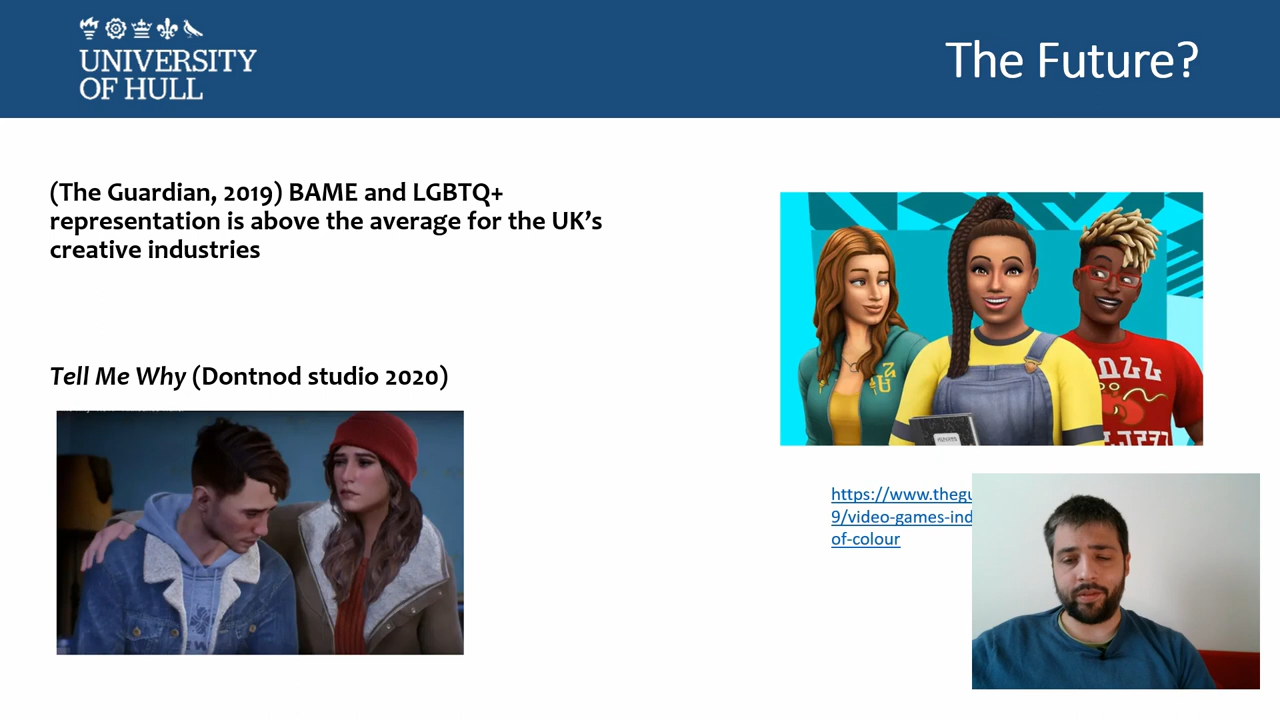 UNIVERSITY
OF HULL
The Future?
(The Guardian, 2019) BAME and LGBTQ+
representation is above the average for the UK’s
creative industries
Tell Me Why (Dontnod studio 2020)
https://www.thegu
9/video-games-ind
of-colour